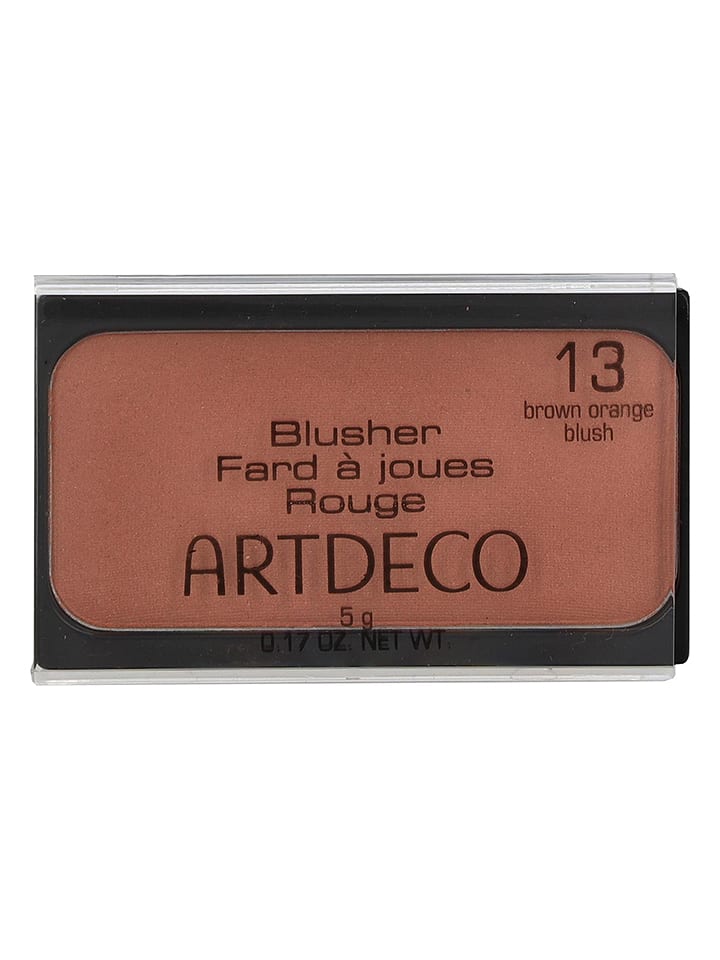 13
brown orange
blush
Blusher
Fard à joues
Rouge
ARTDECO
5 g
0.17 OZ. NET WT.